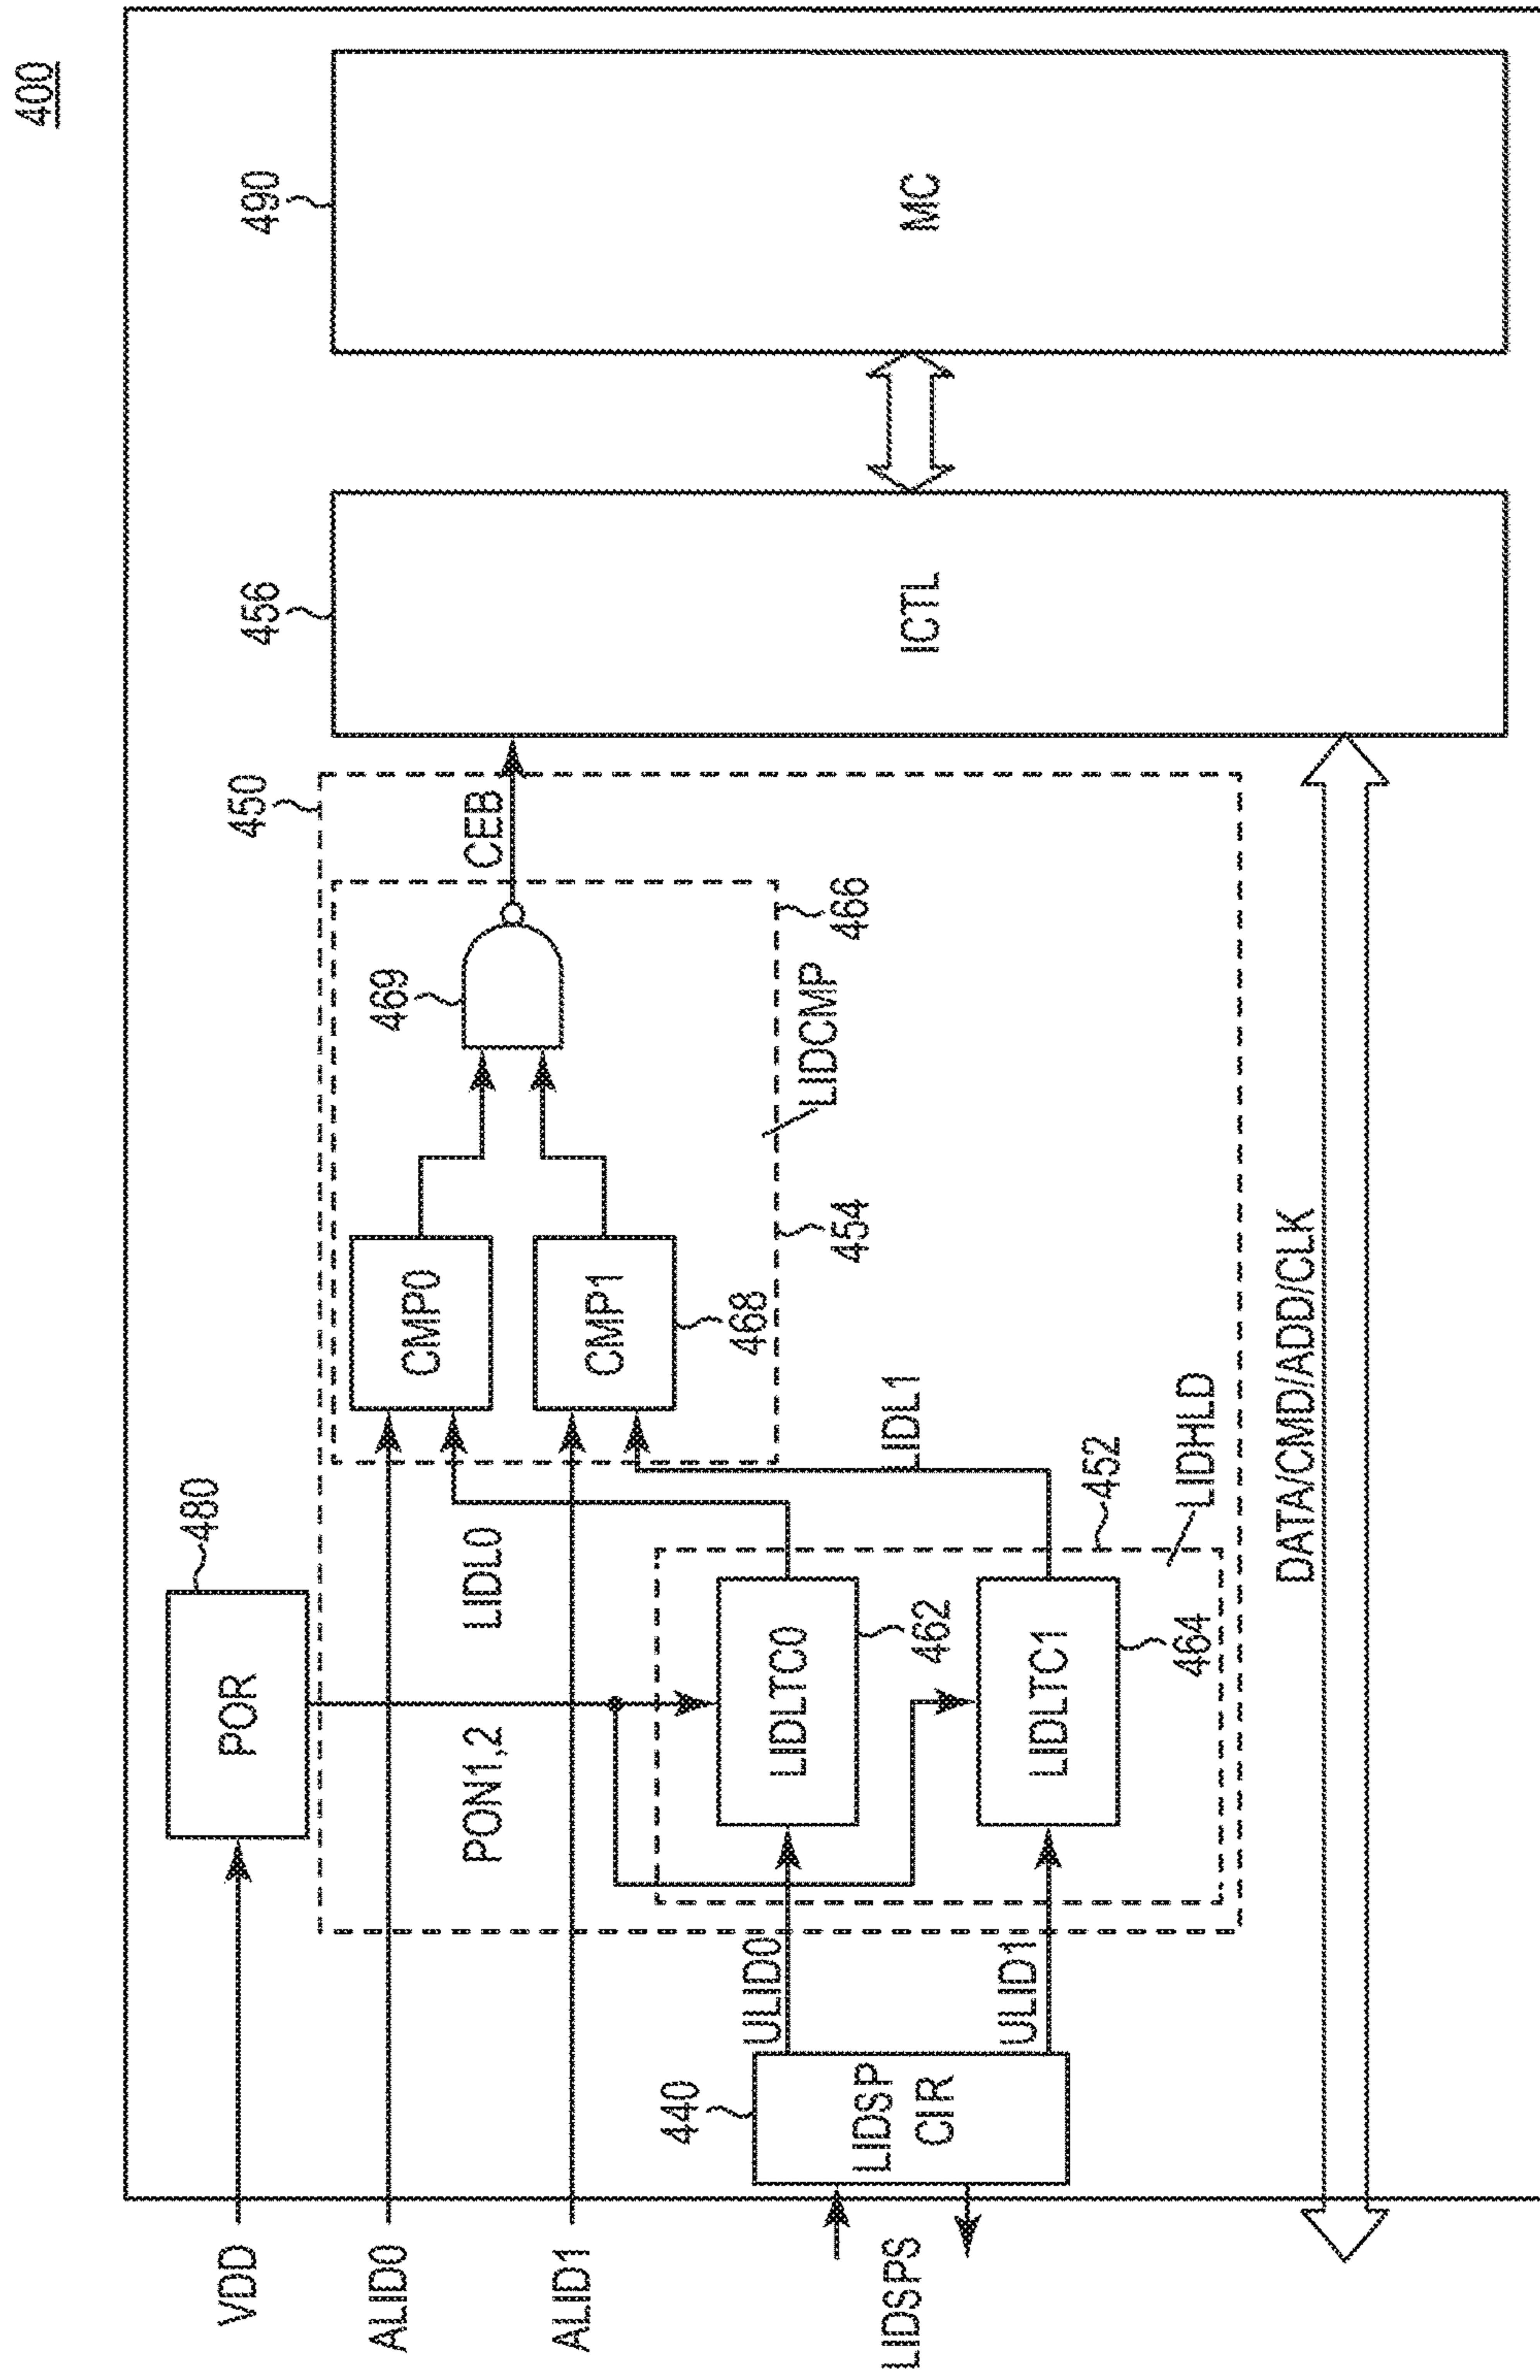 400
VDD
480
POR
ALID0
ALID1
PON1,2
LIDL0
450
CEB
469
CMP0
CMP1
468
466
LIDCMP
454
LIDL1
452
LIDHLD
LIDLTC0
462
LIDLTC1
464
ULID0
ULID1
440
LIDSP
CIR
LIDSPS
DATA/CMD/ADD/CLK
456
ICTL
490
MC